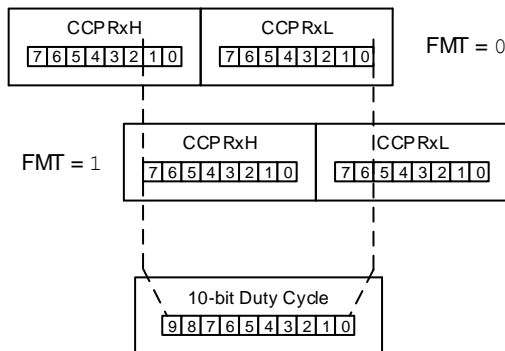 CCPRxH CCPRxL
7 6 5 4 3 2 1 0 7 6 5 4 3 2 1 0 FMT = 0
CCPRxH CCPRxL
FMT = 1 7 6 5 4 3 2 1 0 7 6 5 4 3 2 1 0
10-bit Duty Cycle
9 8 7 6 5 4 3 2 1 0